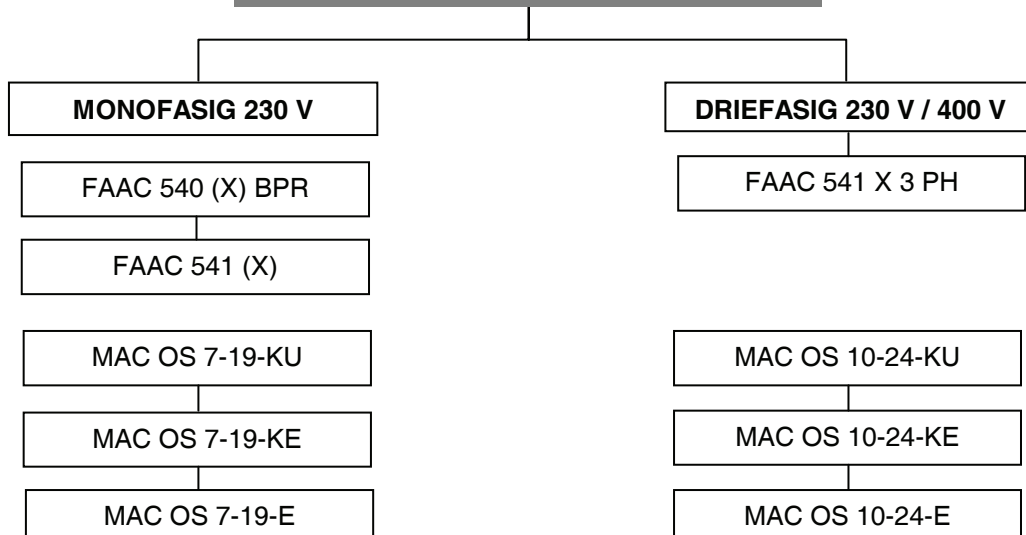 MONOFASIG 230 V
DRIEFASIG 230 V / 400 V
FAAC 540 (X) BPR
FAAC 541 X 3 PH
FAAC 541 (X)
MAC OS 7-19-KU
MAC OS 10-24-KU
MAC OS 7-19-KE
MAC OS 10-24-KE
MAC OS 7-19-E
MAC OS 10-24-E